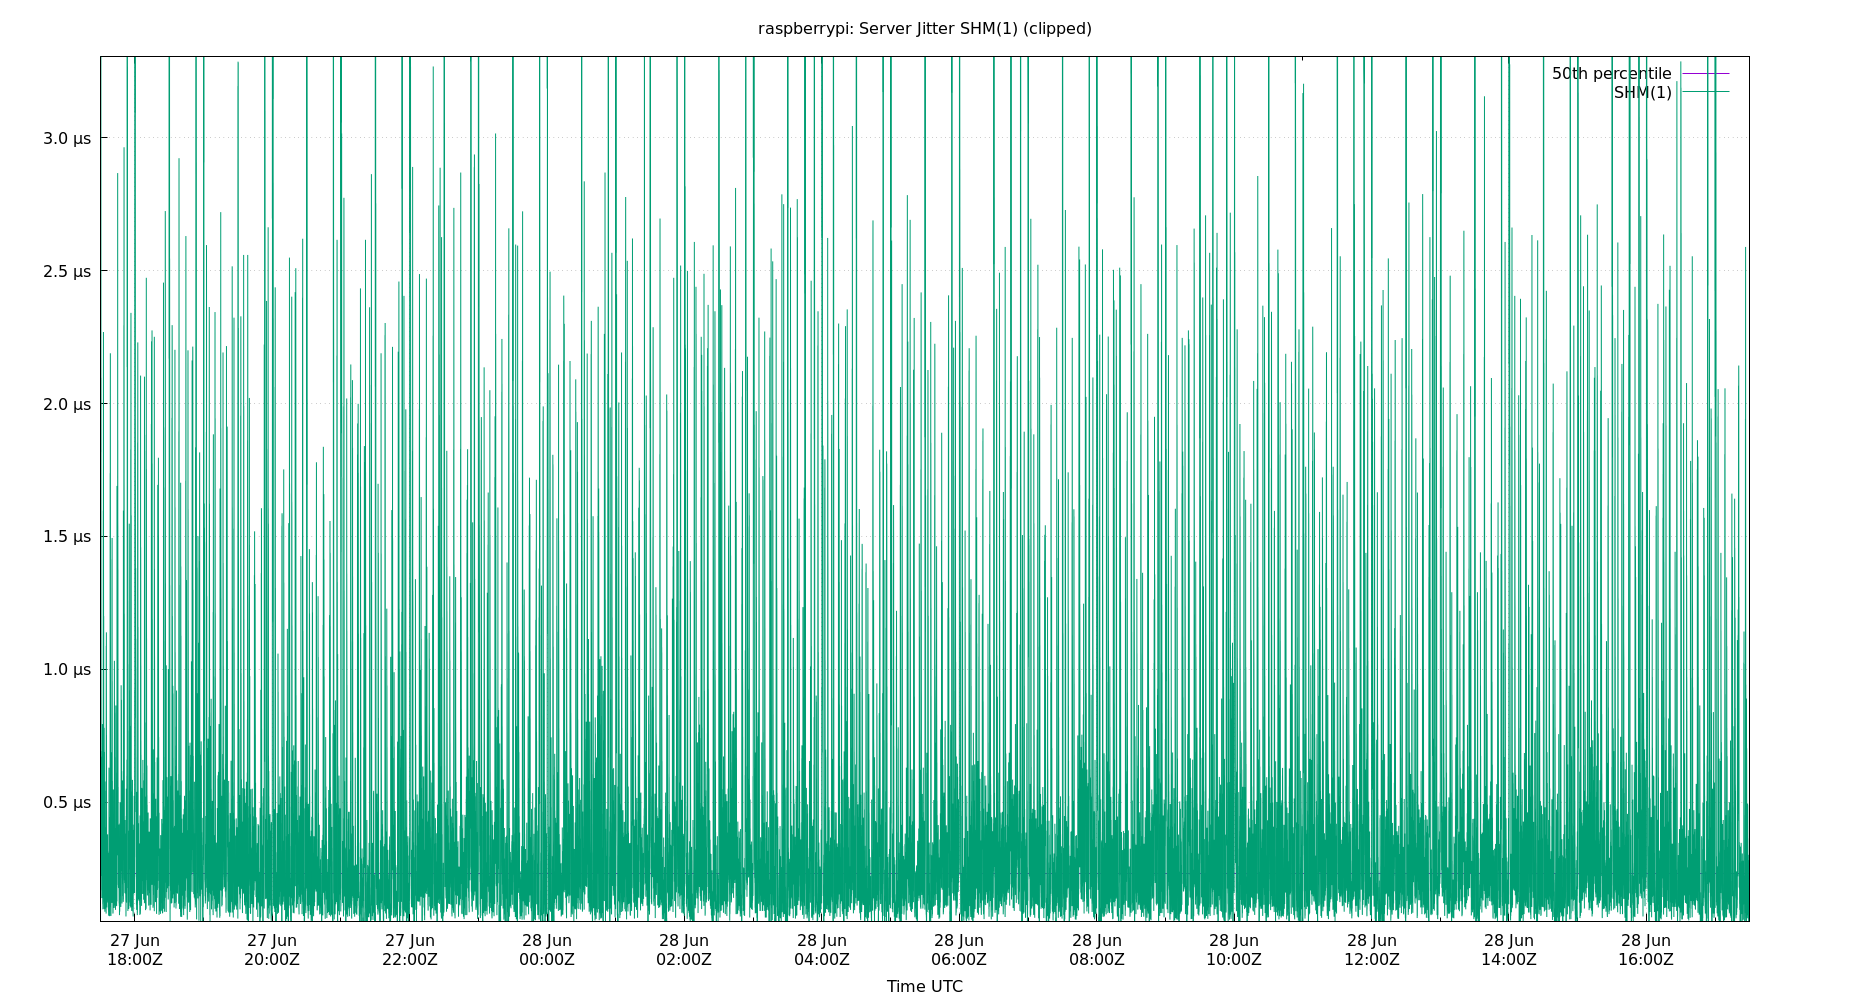 raspberrypi: Server Jitter SHM(1) (clipped)
50th percentile
SHM(1)
3.0 µs
2.5 µs
2.0 µs
1.5 µs
1.0 µs
0.5 µs
27 Jun 27 Jun 27 Jun 28 Jun 28 Jun 28 Jun 28 Jun 28 Jun 28 Jun 28 Jun 28 Jun 28 Jun
18:00Z 20:00Z 22:00Z 00:00Z 02:00Z 04:00Z 06:00Z 08:00Z 10:00Z 12:00Z 14:00Z 16:00Z
Time UTC